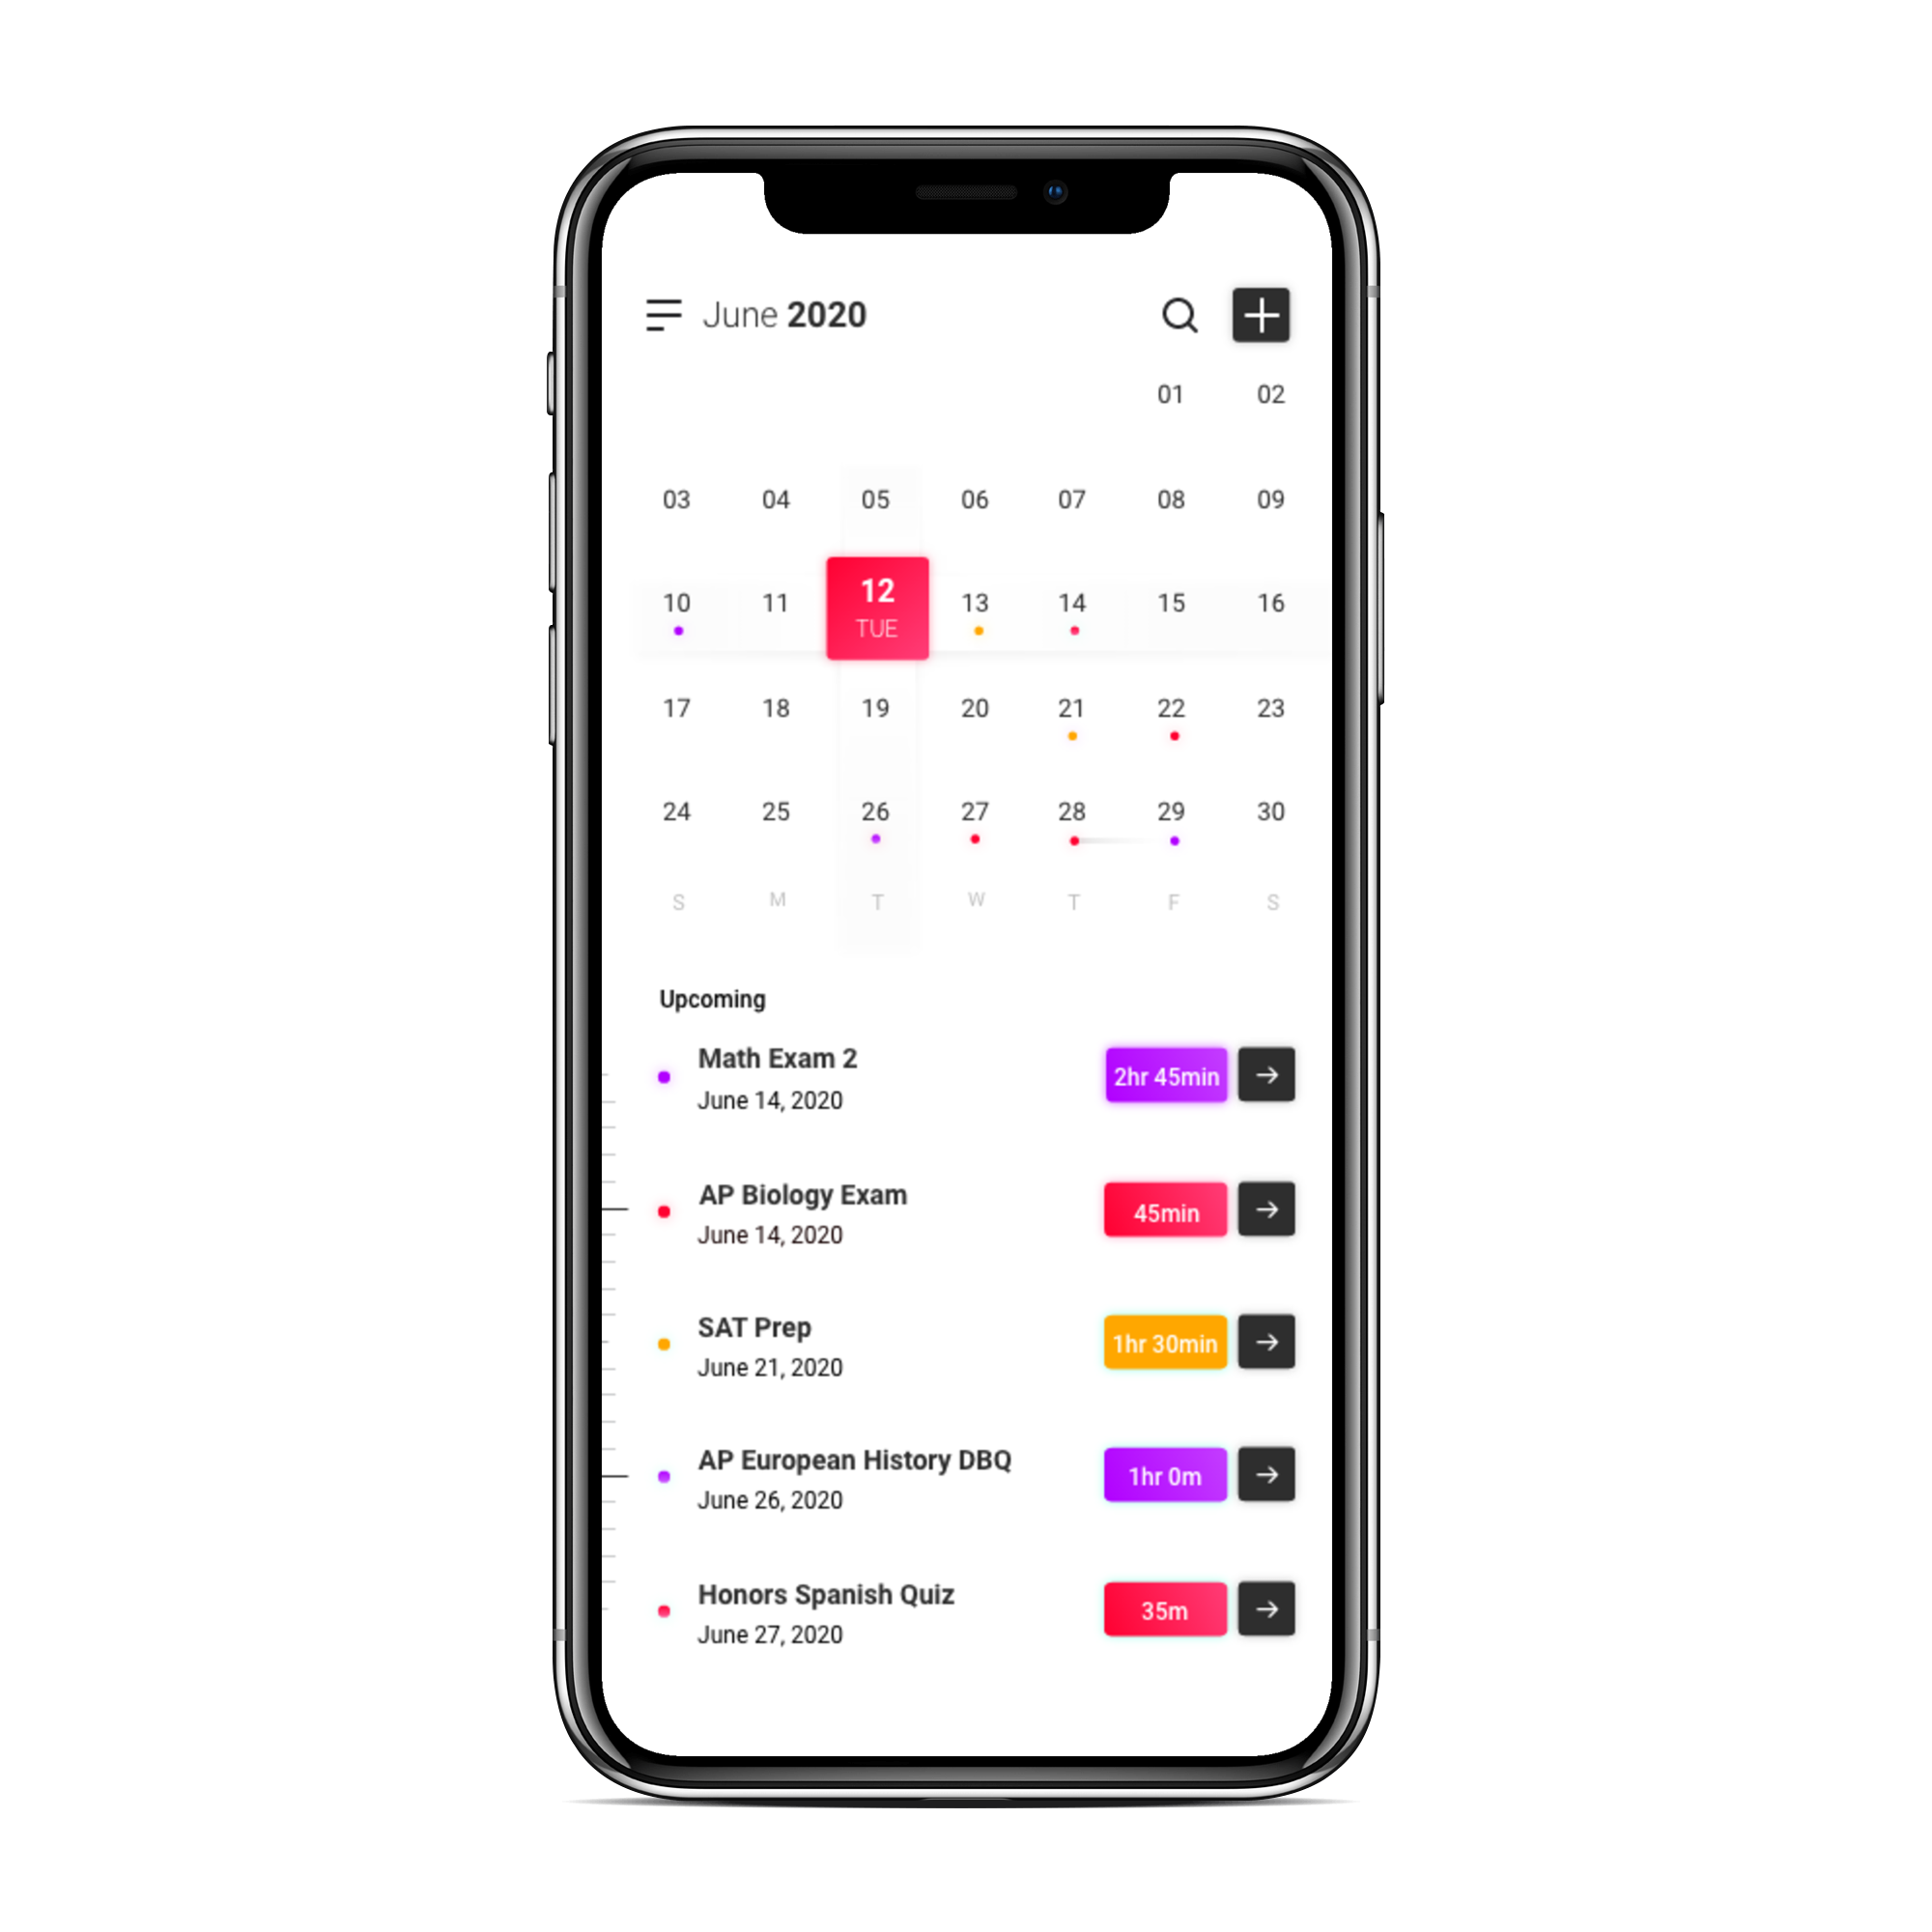 June 2020
01 02
03 04 05 06 07 08 09
10 11 12 13 14 15 16
TUE
17 18 19 20 21 22 23
24 25 26 27 28 29 30
S M T W T F S
Upcoming
Math Exam 2
2hr 45min
June 14, 2020
AP Biology Exam
45min
June 14, 2020
SAT Prep
1hr 30min
June 21, 2020
AP European History DBQ
1hr 0m
June 26, 2020
Honors Spanish Quiz
35m
June 27, 2020